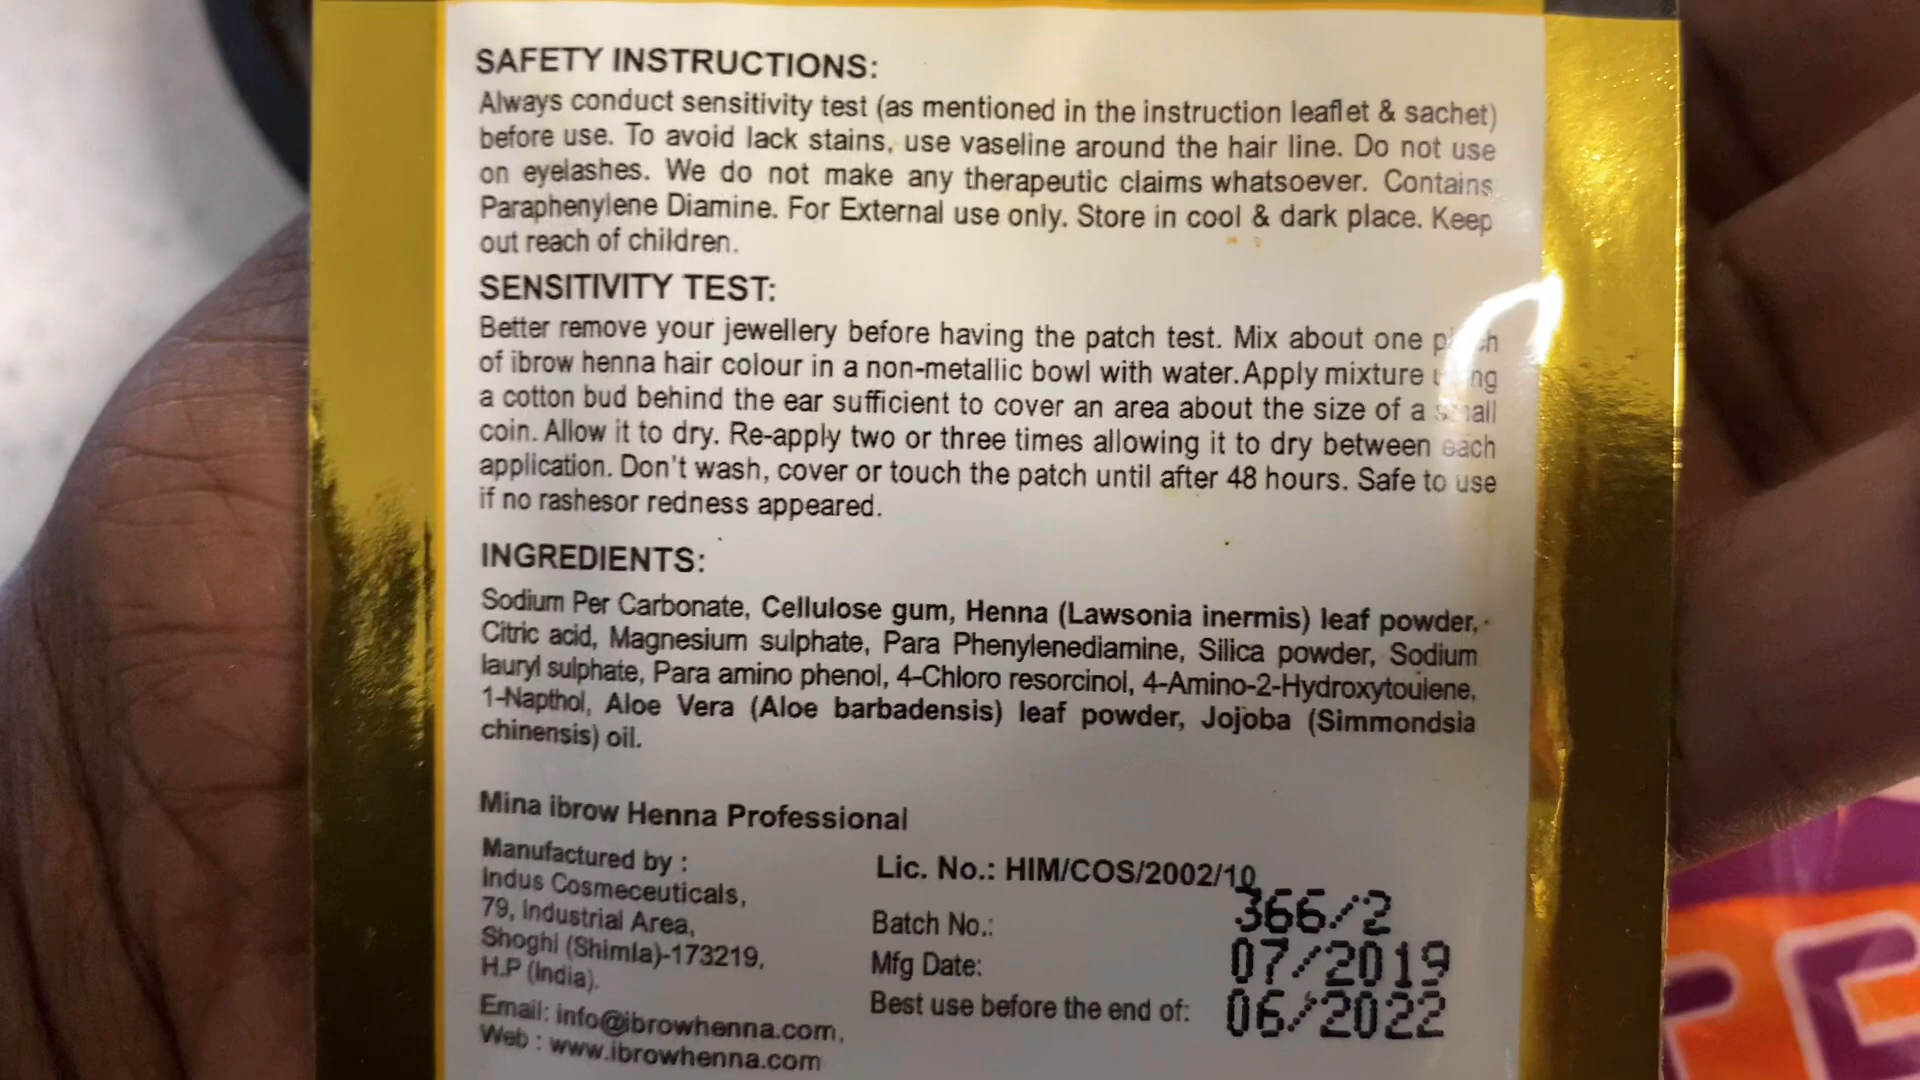 SAFETY INSTRUCTIONS:
Always conduct sensitivity test (as mentioned in the instruction leaflet & sachet)
before use. To avoid lack stains, use vaseline around the hair line. Do not use
on eyelashes. We do not make any therapeutic claims whatsoever. Contains
Paraphenylene Diamine. For External use only. Store in cool & dark place. Keep
out reach of children.
SENSITIVITY TEST:
Better remove your jewellery before having the patch test. Mix about one
of ibrow henna hair colour in a non-metallic bowl with water. Apply mixture
a cotton bud behind the ear sufficient to cover an area about the size of a small
coin. Allow it to dry. Re-apply two or three times allowing it to dry between each
application. Don't wash, cover or touch the patch until after 48 hours. Safe to use
if no rashesor redness appeared.
INGREDIENTS:
Sodium Per Carbonate, Cellulose gum, Henna (Lawsonia inermis) leaf powder,
Citric acid, Magnesium sulphate, Para Phenylenediamine, Silica powder, Sodium
lauryl sulphate, Para amino phenol, 4-Chloro resorcinol, 4-Amino-2-Hydroxytoulene,
1-Napthol, Aloe Vera (Aloe barbadensis) leaf powder, Jojoba (Simmondsia
chinensis) oil.
Mina ibrow Henna Professional
Manufactured by :
Indus Cosmeceuticals,
79, Industrial Area,
Shoghi (Shimla)-173219,
H.P (India).
Email: info@ibrowhenna.com,
Web : www.ibrowhenna.com
Lic. No.: HIM/COS/2002/10
Batch No.: 366/2
Mfg Date: 07/2019
Best use before the end of: 06/2022